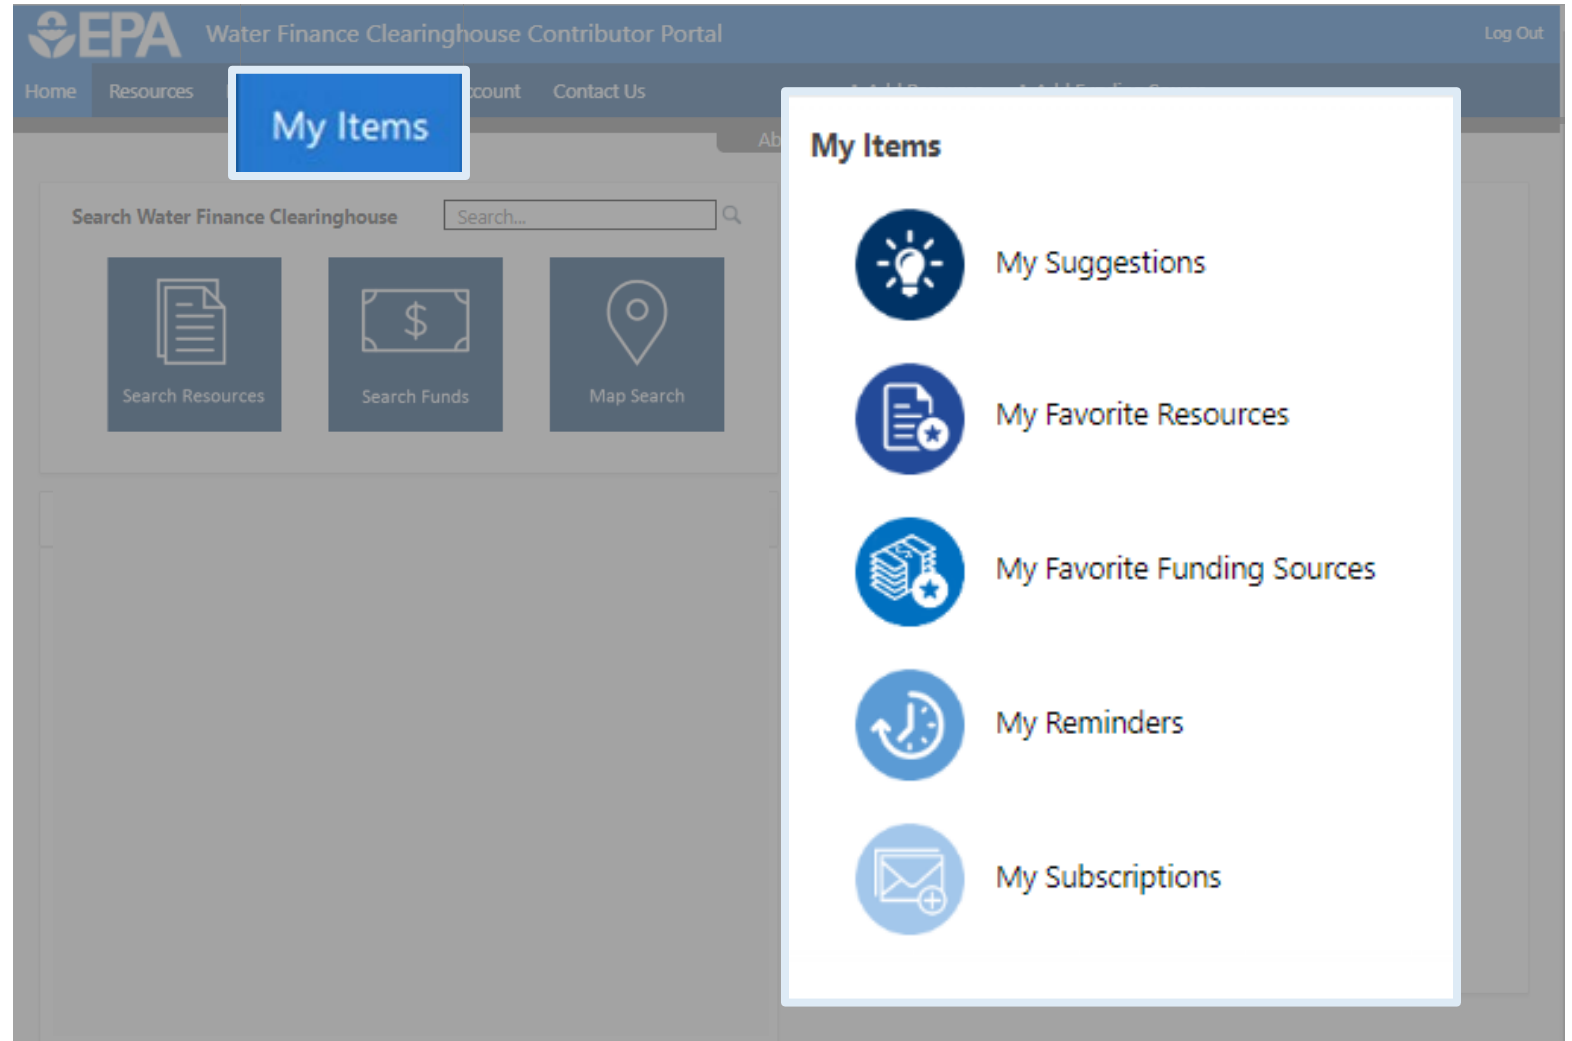 EPA Water Finance Clearinghouse Contributor Portal
Log Out
Home Resources Contact Us
My Items
Search Water Finance Clearinghouse Search...
Search Resources Search Funds Map Search
My Items
My Suggestions
My Favorite Resources
My Favorite Funding Sources
My Reminders
My Subscriptions